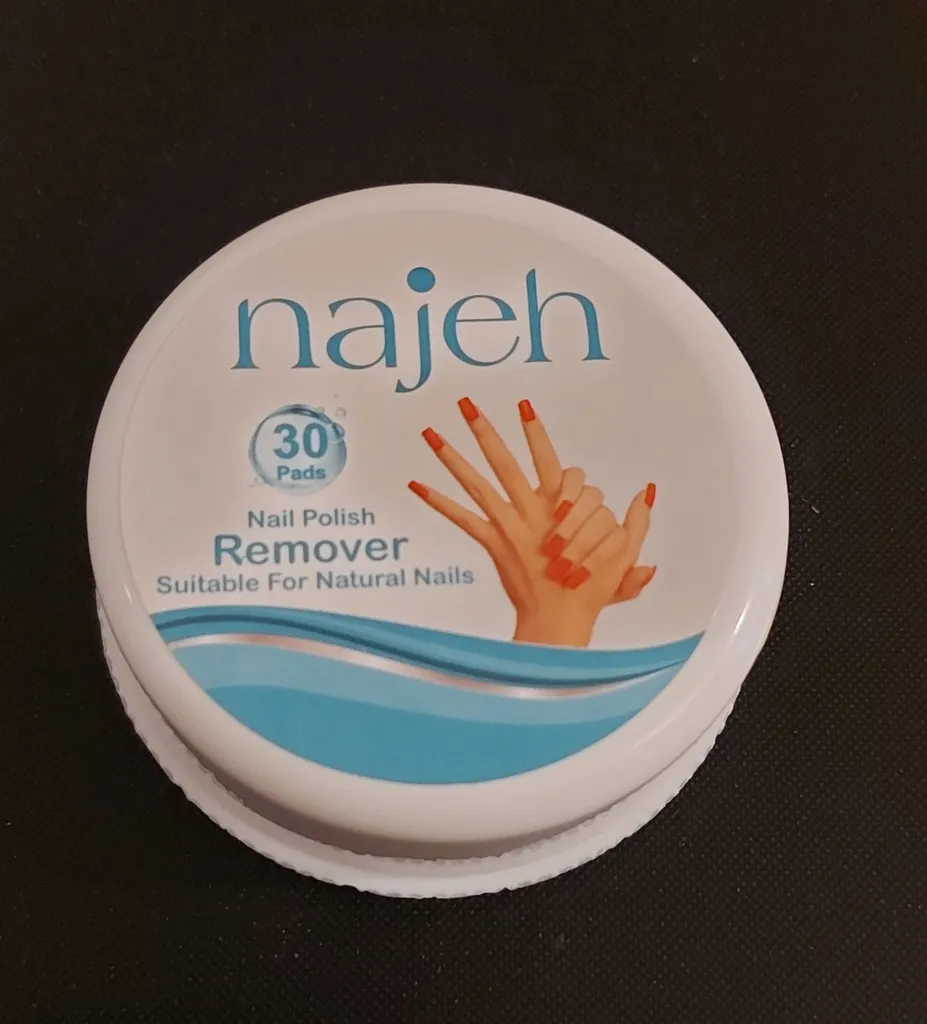 najeh
30
Pads
Nail Polish
Remover
Suitable For Natural Nails